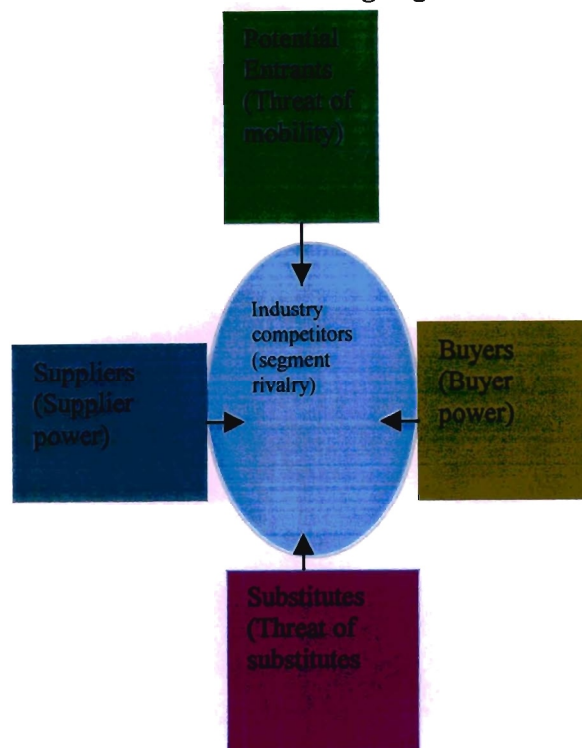 Potential
Entrants
(Threat of
mobility)
Industry
competitors
(segment
rivalry)
Suppliers
(Supplier
power)
Buyers
(Buyer
power)
Substitutes
(Threat of
substitutes